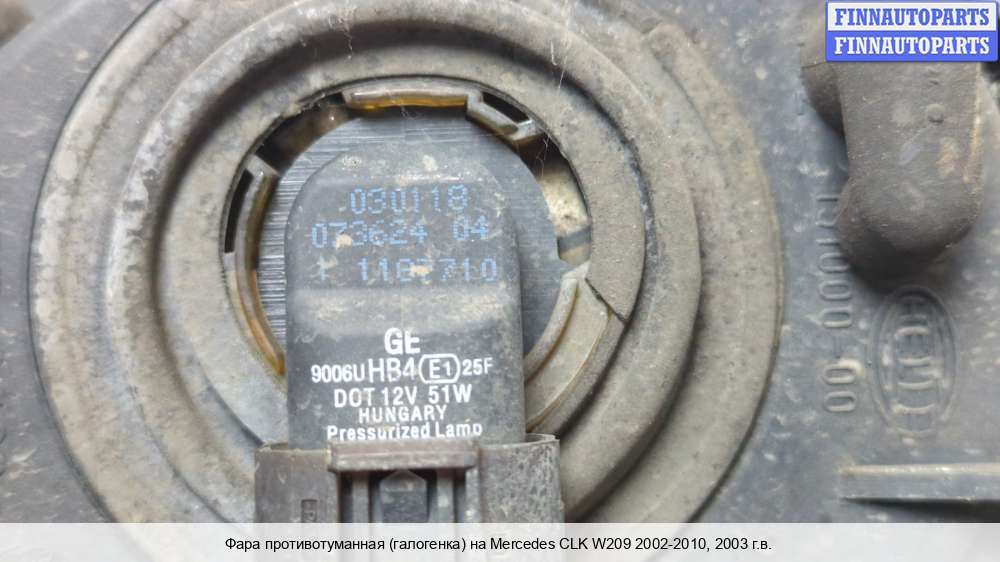 FINNAUTOPARTS
FINNAUTOPARTS
030118
073624 04
GE
9006U HB4 E1 25F
DOT 12V 51W
HUNGARY
Pressurized Lamp
HELLA
Фара противотуманная (галогенка) на Mercedes CLK W209 2002-2010, 2003 г.в.